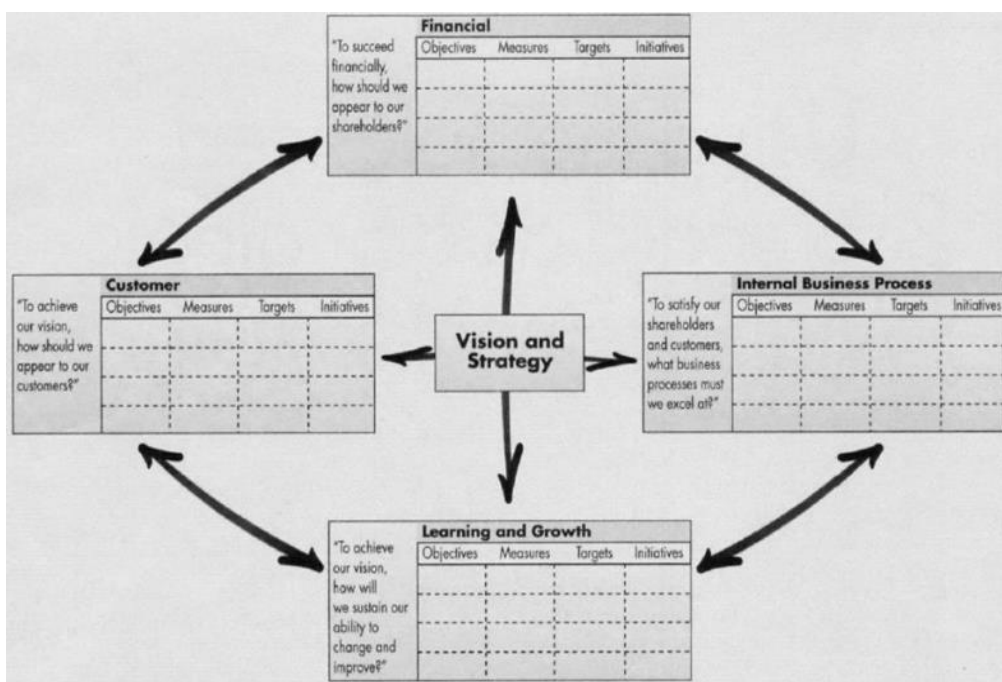 Financial
"To succeed
financially,
how should we
appear to our
shareholders?"
Objectives Measures Targets Initiatives
Customer
"To achieve
our vision,
how should we
appear to our
customers?"
Objectives Measures Targets Initiatives
Vision and
Strategy
Internal Business Process
"To satisfy our
shareholders
and customers,
what business
processes must
we excel at?"
Objectives Measures Targets Initiatives
Learning and Growth
"To achieve
our vision,
how will
we sustain our
ability to
change and
improve?"
Objectives Measures Targets Initiatives